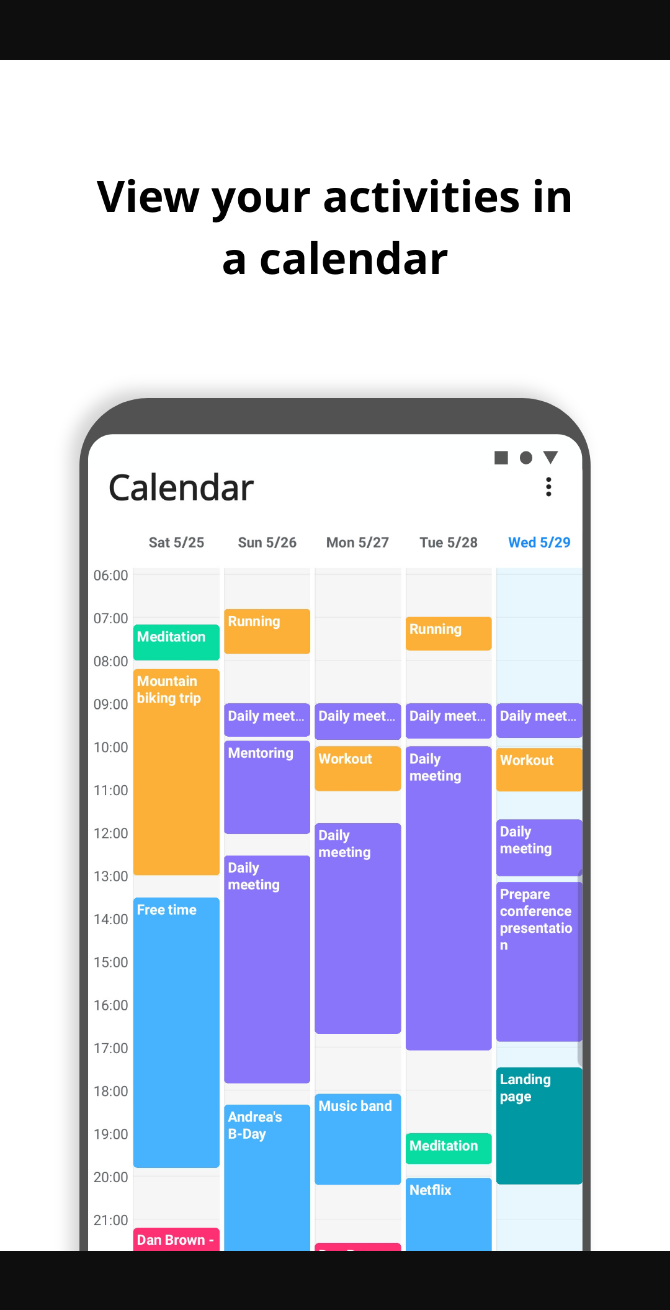 View your activities in
a calendar
Calendar
Sat 5/25 Sun 5/26 Mon 5/27 Tue 5/28 Wed 5/29
06:00
07:00
08:00
09:00
10:00
11:00
12:00
13:00
14:00
15:00
16:00
17:00
18:00
19:00
20:00
21:00
Meditation
Mountain
biking trip
Free time
Dan Brown -
Running
Daily meet...
Mentoring
Daily
meeting
Andrea's
B-Day
Daily meet...
Workout
Daily
meeting
Music band
Running
Daily meet...
Daily
meeting
Meditation
Netflix
Daily meet...
Workout
Daily
meeting
Prepare
conference
presentatio
n
Landing
page